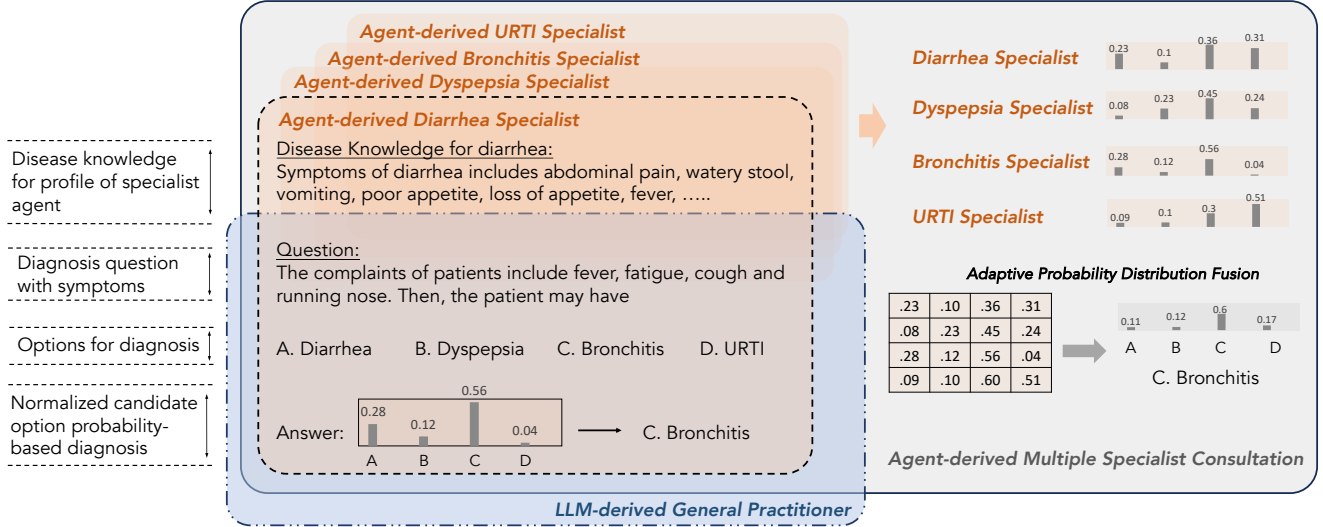 Disease knowledge
for profile of specialist
agent
Diagnosis question
with symptoms
Options for diagnosis
Normalized candidate
option probability-
based diagnosis
Agent-derived URTI Specialist
Agent-derived Bronchitis Specialist
Agent-derived Dyspepsia Specialist
Agent-derived Diarrhea Specialist
Disease Knowledge for diarrhea:
Symptoms of diarrhea includes abdominal pain, watery stool,
vomiting, poor appetite, loss of appetite, fever, …..
Question:
The complaints of patients include fever, fatigue, cough and
running nose. Then, the patient may have
A. Diarrhea B. Dyspepsia C. Bronchitis D. URTI
Answer: 0.28 0.12 0.56 0.04 C. Bronchitis
A B C D
LLM-derived General Practitioner
Diarrhea Specialist 0.23 0.1 0.36 0.31
Dyspepsia Specialist 0.08 0.23 0.45 0.24
Bronchitis Specialist 0.28 0.12 0.56 0.04
URTI Specialist 0.09 0.1 0.3 0.51
Adaptive Probability Distribution Fusion
.23 .10 .36 .31
.08 .23 .45 .24
.28 .12 .56 .04
.09 .10 .60 .51
0.11 0.12 0.6 0.17
A B C D
C. Bronchitis
Agent-derived Multiple Specialist Consultation